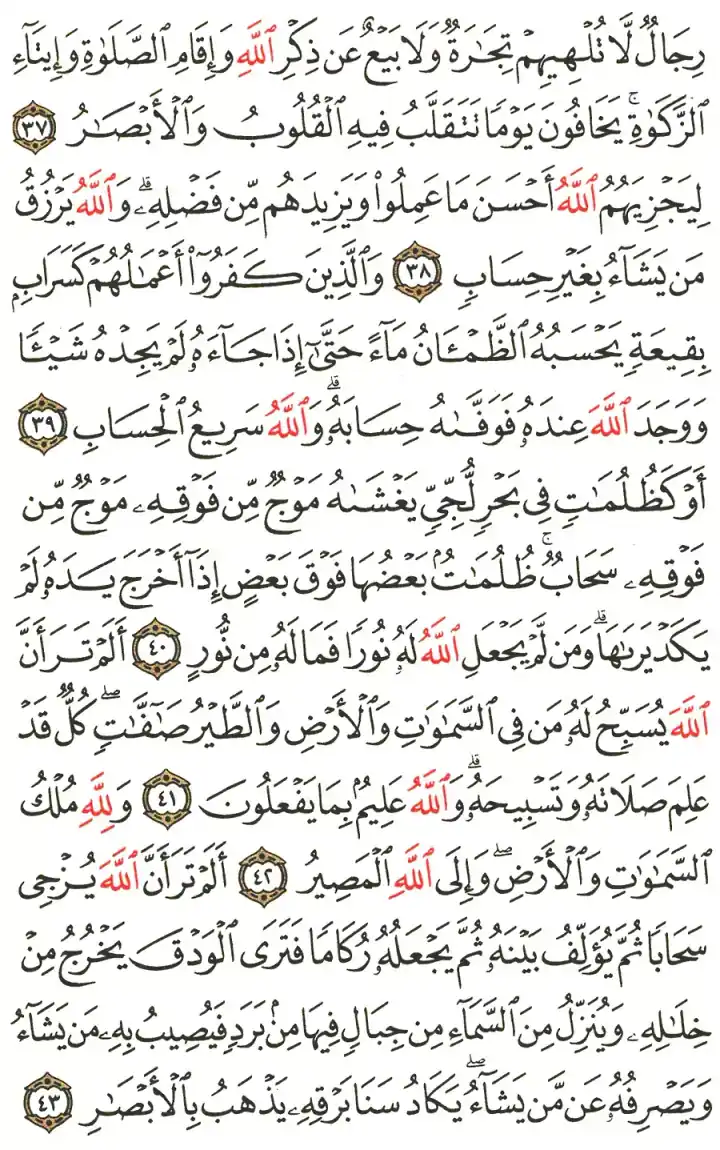 رِجَالٌ لَّا تُلْهِيهِمْ تِجَٰرَةٌ وَلَا بَيْعٌ عَن ذِكْرِ ٱللَّهِ وَإِقَامِ ٱلصَّلَوٰةِ وَإِيتَآءِ
ٱلزَّكَوٰةِ ۙ يَخَافُونَ يَوْمًا تَتَقَلَّبُ فِيهِ ٱلْقُلُوبُ وَٱلْأَبْصَٰرُ ٣٧
لِيَجْزِيَهُمُ ٱللَّهُ أَحْسَنَ مَا عَمِلُوا۟ وَيَزِيدَهُم مِّن فَضْلِهِۦ ۗ وَٱللَّهُ يَرْزُقُ
مَن يَشَآءُ بِغَيْرِ حِسَابٍ ٣٨ وَٱلَّذِينَ كَفَرُوٓا۟ أَعْمَٰلُهُمْ كَسَرَابٍۭ
بِقِيعَةٍ يَحْسَبُهُ ٱلظَّمْـَٔانُ مَآءً حَتَّىٰٓ إِذَا جَآءَهُۥ لَمْ يَجِدْهُ شَيْـًٔا
وَوَجَدَ ٱللَّهَ عِندَهُۥ فَوَفَّىٰهُ حِسَابَهُۥ ۗ وَٱللَّهُ سَرِيعُ ٱلْحِسَابِ ٣٩
أَوْ كَظُلُمَٰتٍ فِى بَحْرٍ لُّجِّىٍّ يَغْشَىٰهُ مَوْجٌ مِّن فَوْقِهِۦ مَوْجٌ مِّن
فَوْقِهِۦ سَحَابٌ ۚ ظُلُمَٰتٌۢ بَعْضُهَا فَوْقَ بَعْضٍ إِذَآ أَخْرَجَ يَدَهُۥ لَمْ
يَكَدْ يَرَىٰهَا ۗ وَمَن لَّمْ يَجْعَلِ ٱللَّهُ لَهُۥ نُورًا فَمَا لَهُۥ مِن نُّورٍ ٤٠ أَلَمْ تَرَ أَنَّ
ٱللَّهَ يُسَبِّحُ لَهُۥ مَن فِى ٱلسَّمَٰوَٰتِ وَٱلْأَرْضِ وَٱلطَّيْرُ صَٰٓفَّٰتٍ ۖ كُلٌّ قَدْ
عَلِمَ صَلَاتَهُۥ وَتَسْبِيحَهُۥ ۗ وَٱللَّهُ عَلِيمٌۢ بِمَا يَفْعَلُونَ ٤١ وَلِلَّهِ مُلْكُ
ٱلسَّمَٰوَٰتِ وَٱلْأَرْضِ ۖ وَإِلَى ٱللَّهِ ٱلْمَصِيرُ ٤٢ أَلَمْ تَرَ أَنَّ ٱللَّهَ يُزْجِى
سَحَابًا ثُمَّ يُؤَلِّفُ بَيْنَهُۥ ثُمَّ يَجْعَلُهُۥ رُكَامًا فَتَرَى ٱلْوَدْقَ يَخْرُجُ مِنْ
خِلَٰلِهِۦ وَيُنَزِّلُ مِنَ ٱلسَّمَآءِ مِن جِبَالٍ فِيهَا مِنۢ بَرَدٍ فَيُصِيبُ بِهِۦ مَن يَشَآءُ
وَيَصْرِفُهُۥ عَن مَّن يَشَآءُ ۖ يَكَادُ سَنَا بَرْقِهِۦ يَذْهَبُ بِٱلْأَبْصَٰرِ ٤٣